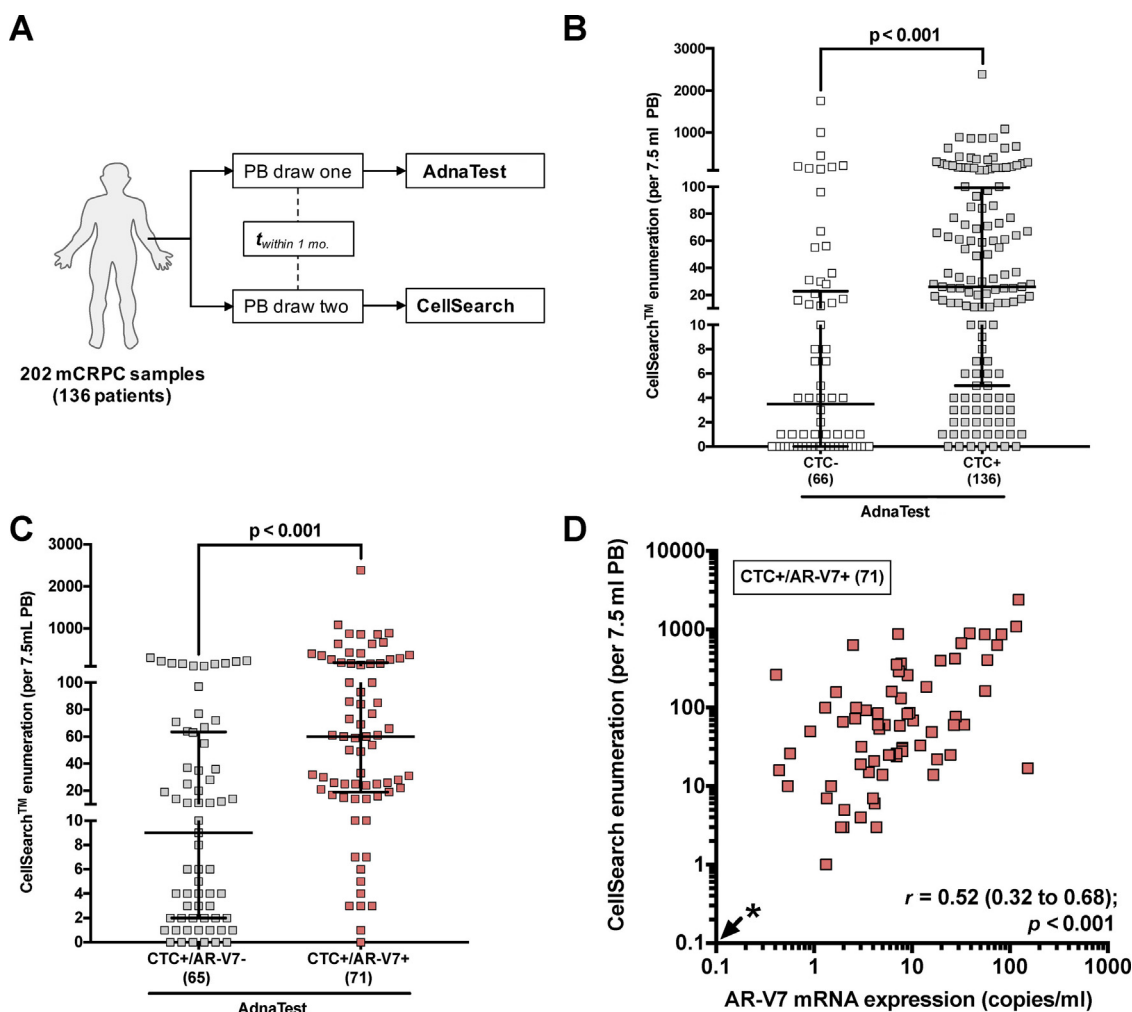 A
PB draw one
AdnaTest
t within 1 mo.
PB draw two
CellSearch
202 mCRPC samples
(136 patients)
B
p < 0.001
CellSearch™ enumeration (per 7.5 ml PB)
3000
2000
1000
100
80
60
40
20
10
8
6
4
2
0
CTC-
(66)
CTC+
(136)
AdnaTest
C
p < 0.001
CellSearch™ enumeration (per 7.5mL PB)
3000
2000
1000
100
80
60
40
20
10
8
6
4
2
0
CTC+/AR-V7-
(65)
CTC+/AR-V7+
(71)
AdnaTest
D
CellSearch enumeration (per 7.5 ml PB)
10000
1000
100
10
1
0.1
CTC+/AR-V7+ (71)
*
r = 0.52 (0.32 to 0.68);
p < 0.001
0.1
1
10
100
1000
AR-V7 mRNA expression (copies/ml)